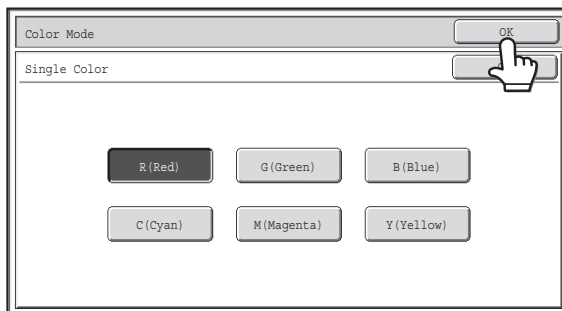 Color Mode OK
Single Color
R(Red) G(Green) B(Blue)
C(Cyan) M(Magenta) Y(Yellow)